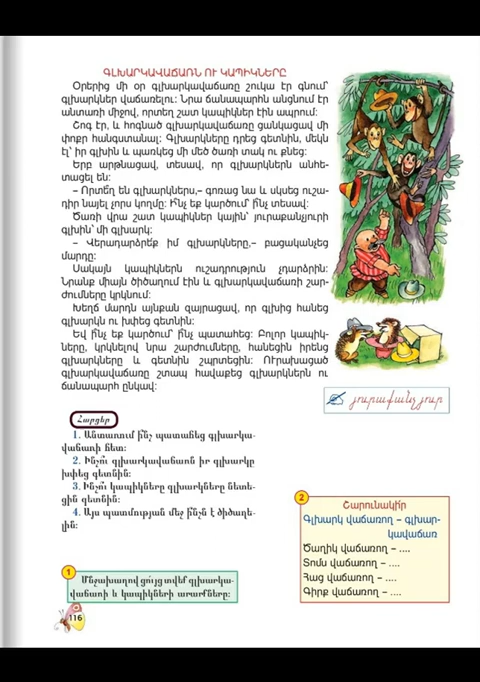 ԳԼԽԱՐԿԱՎԱՃԱՌՆ ՈՒ ԿԱՊԻԿՆԵՐԸ
Օրերից մի օր գլխարկավաճառը շուկա էր գնում՝
գլխարկներ վաճառելու։ Նրա ճանապարհն անցնում էր
անտառի միջով, որտեղ շատ կապիկներ էին ապրում։
Շոգ էր, և հոգնած գլխարկավաճառը ցանկացավ մի
փոքր հանգստանալ։ Գլխարկները դրեց գետնին, մեկն
էլ՝ իր գլխին և պառկեց մի մեծ ծառի տակ ու քնեց։
Երբ արթնացավ, տեսավ, որ գլխարկներն անհե-
տացել են։
– Որտե՞ղ են գլխարկներս,– գոռաց նա և սկսեց ուշա-
դիր նայել չորս կողմը։ Ի՞նչ եք կարծում՝ ի՞նչ տեսավ։
Ծառի վրա շատ կապիկներ կային՝ յուրաքանչյուրի
գլխին՝ մի գլխարկ։
– Վերադարձրե՛ք իմ գլխարկները,– բացականչեց
մարդը։
Սակայն կապիկներն ուշադրություն չդարձրին։
Նրանք միայն ծիծաղում էին և գլխարկավաճառի շար-
ժումները կրկնում։
Խեղճ մարդն այնքան զայրացավ, որ գլխից հանեց
գլխարկն ու խփեց գետնին։
Եվ ի՞նչ եք կարծում՝ ի՞նչ պատահեց։ Բոլոր կապիկ-
ները, կրկնելով նրա շարժումները, հանեցին իրենց
գլխարկները և գետնին շպրտեցին։ Ուրախացած
գլխարկավաճառը շտապ հավաքեց գլխարկներն ու
ճանապարհ ընկավ։
յուրաքանչյուր
Հարցեր
1. Անտառում ի՞նչ պատահեց գլխարկա-
վաճառի հետ։
2. Ինչո՞ւ գլխարկավաճառն իր գլխարկը
խփեց գետնին։
3. Ինչո՞ւ կապիկները գլխարկները նետե-
ցին գետնին։
4. Այս պատմության մեջ ի՞նչն է ծիծաղե-
լին։
1
Մնջախաղով ցույց տվե՛ք գլխարկա-
վաճառի և կապիկների արարքները։
2
Շարունակի՛ր
Գլխարկ վաճառող – գլխար-
կավաճառ
Ծաղիկ վաճառող – ....
Տոմս վաճառող – ....
Հաց վաճառող – ....
Գիրք վաճառող – ....
116